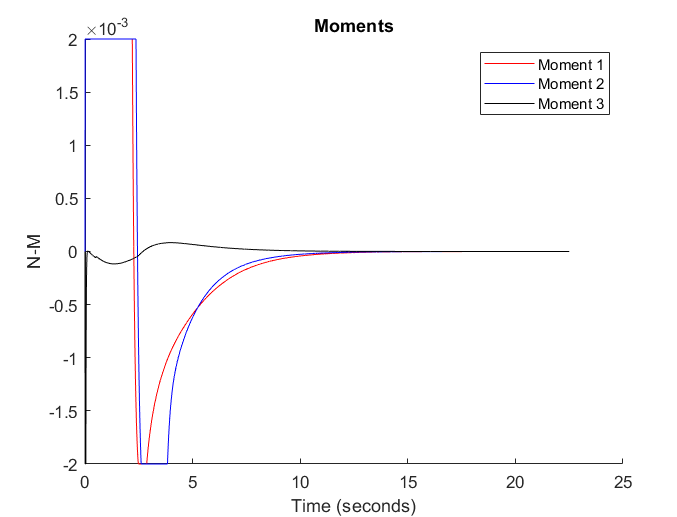 ×10⁻³
Moments
2
1.5
1
0.5
0
-0.5
-1
-1.5
-2
N-M
Moment 1
Moment 2
Moment 3
0 5 10 15 20 25
Time (seconds)